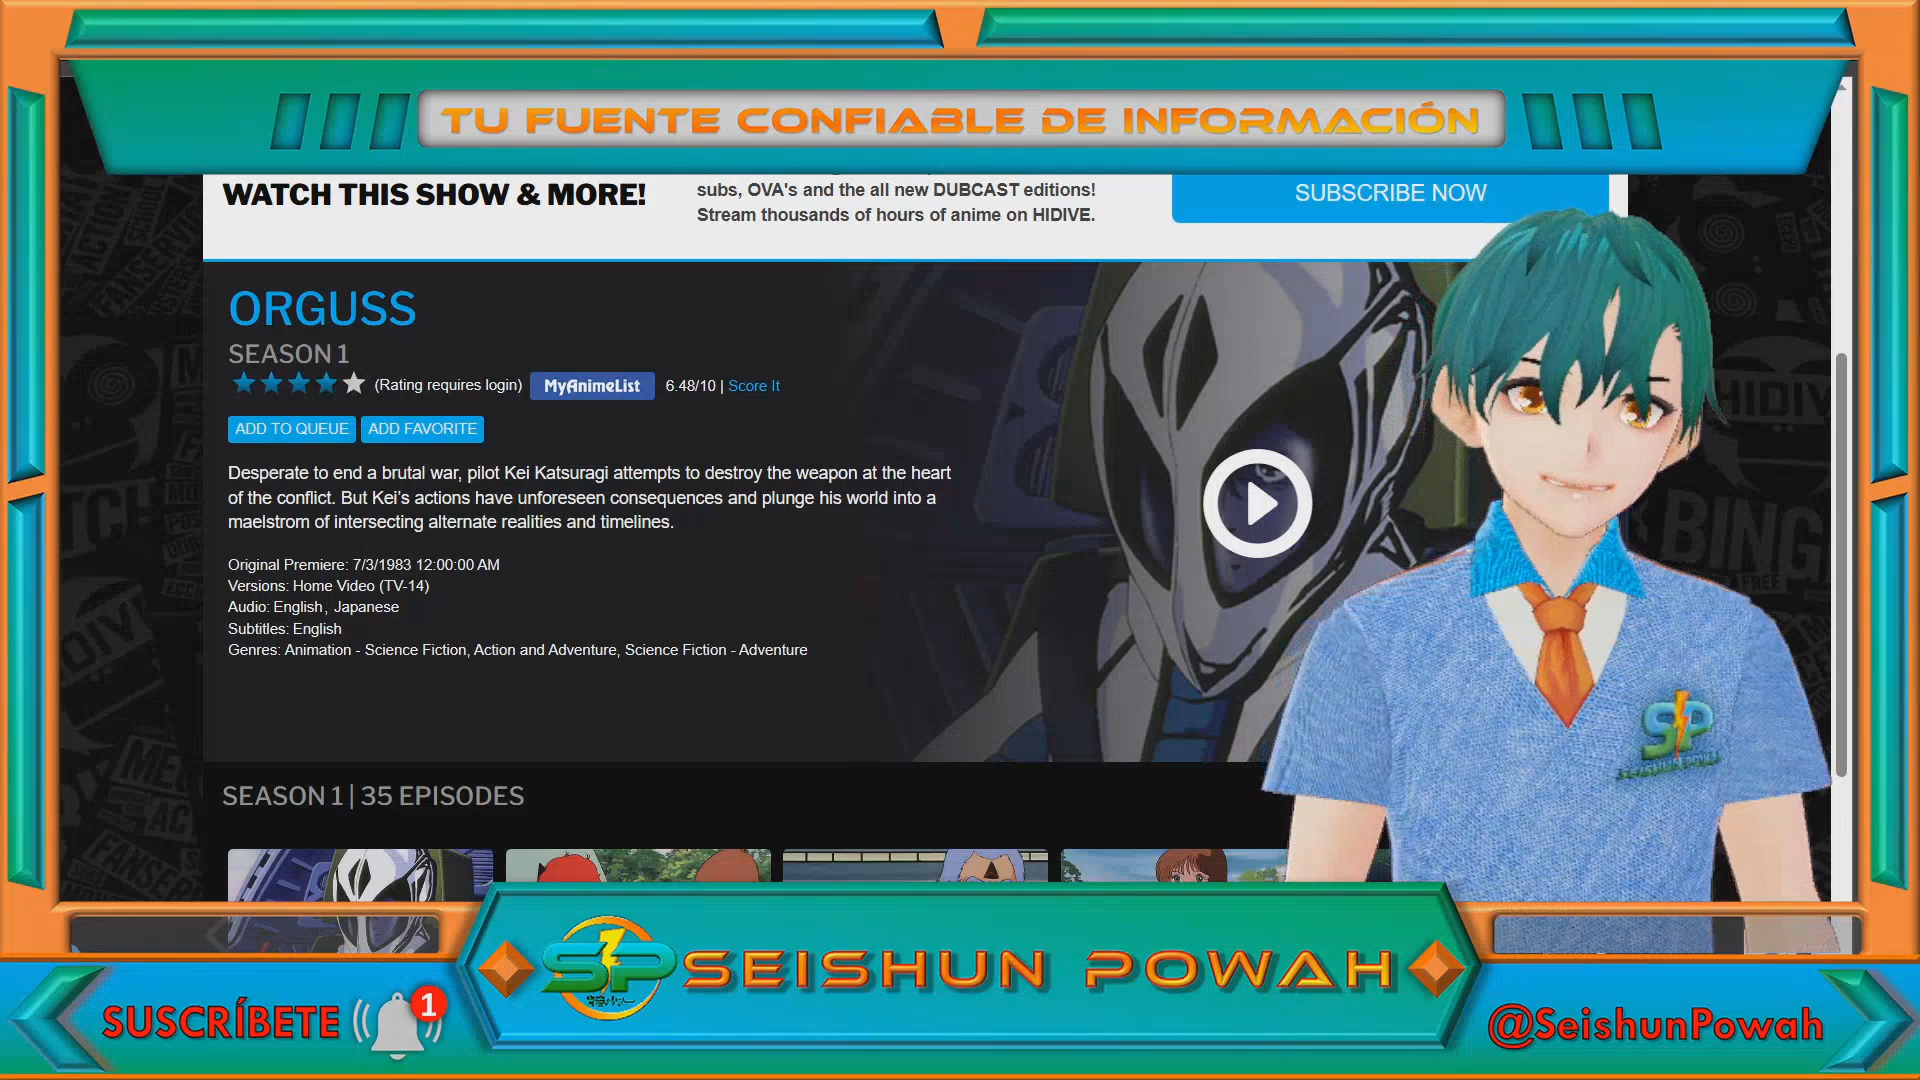 TU FUENTE CONFIABLE DE INFORMACIÓN
WATCH THIS SHOW & MORE!
subs, OVA's and the all new DUBCAST editions!
Stream thousands of hours of anime on HIDIVE.
SUBSCRIBE NOW
ORGUSS
SEASON 1
(Rating requires login) MyAnimeList 6.48/10 | Score It
ADD TO QUEUE ADD FAVORITE
Desperate to end a brutal war, pilot Kei Katsuragi attempts to destroy the weapon at the heart
of the conflict. But Kei's actions have unforeseen consequences and plunge his world into a
maelstrom of intersecting alternate realities and timelines.
Original Premiere: 7/3/1983 12:00:00 AM
Versions: Home Video (TV-14)
Audio: English, Japanese
Subtitles: English
Genres: Animation - Science Fiction, Action and Adventure, Science Fiction - Adventure
SEASON 1 | 35 EPISODES
SP
SEISHUN POWAH
SP
SEISHUN POWAH
SUSCRÍBETE
1
@SeishunPowah